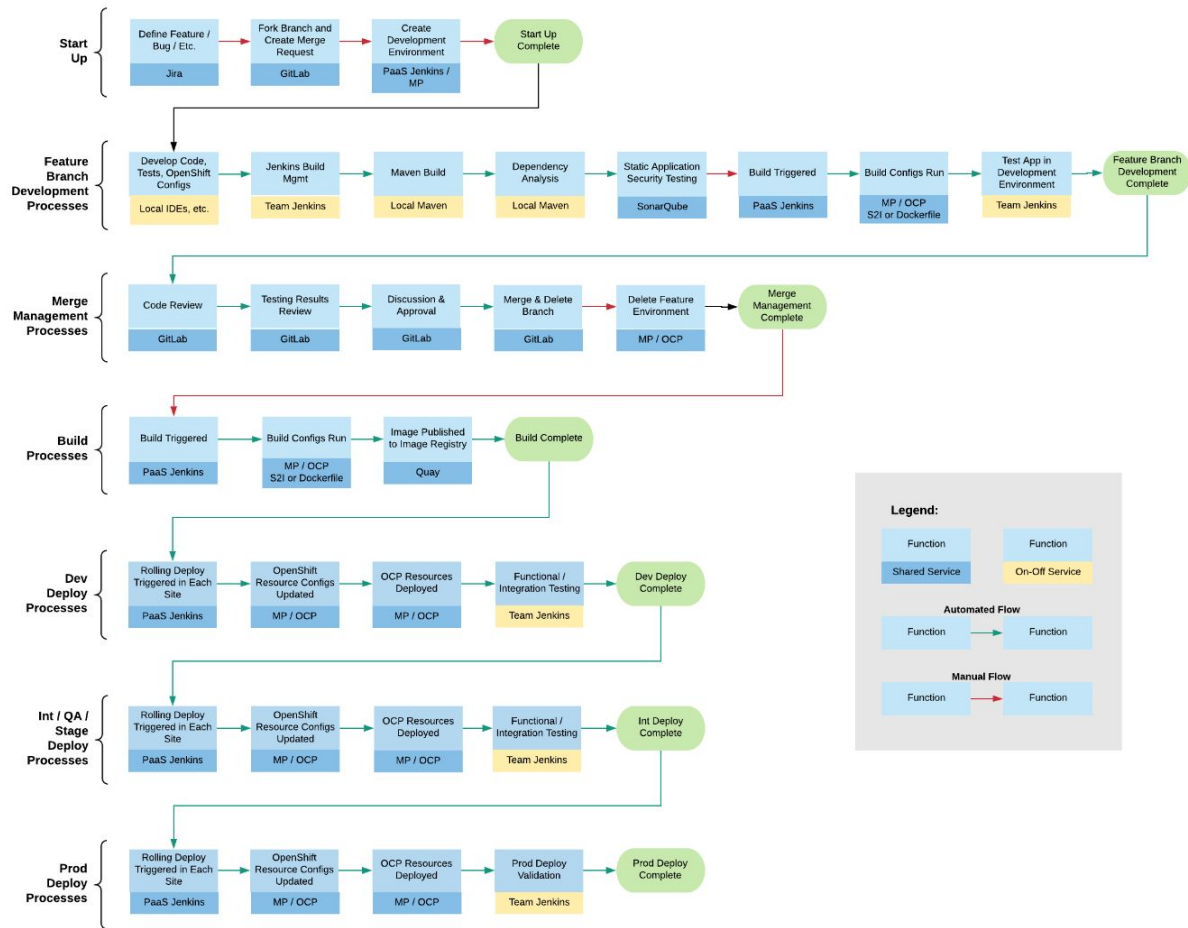 Start
Up
Define Feature /
Bug / Etc.
Jira
Fork Branch and
Create Merge
Request
GitLab
Create
Development
Environment
PaaS Jenkins /
MP
Start Up
Complete
Feature
Branch
Development
Processes
Develop Code,
Tests, OpenShift
Configs
Local IDEs, etc.
Jenkins Build
Mgmt
Team Jenkins
Maven Build
Local Maven
Dependency
Analysis
Local Maven
Static Application
Security Testing
SonarQube
Build Triggered
PaaS Jenkins
Build Configs Run
MP / OCP
S2I or Dockerfile
Test App in
Development
Environment
Team Jenkins
Feature Branch
Development
Complete
Merge
Management
Processes
Code Review
GitLab
Testing Results
Review
GitLab
Discussion &
Approval
GitLab
Merge & Delete
Branch
GitLab
Delete Feature
Environment
MP / OCP
Merge
Management
Complete
Build
Processes
Build Triggered
PaaS Jenkins
Build Configs Run
MP / OCP
S2I or Dockerfile
Image Published
to Image Registry
Quay
Build Complete
Dev
Deploy
Processes
Rolling Deploy
Triggered in Each
Site
PaaS Jenkins
OpenShift
Resource Configs
Updated
MP / OCP
OCP Resources
Deployed
MP / OCP
Functional /
Integration Testing
Team Jenkins
Dev Deploy
Complete
Int / QA /
Stage
Deploy
Processes
Rolling Deploy
Triggered in Each
Site
PaaS Jenkins
OpenShift
Resource Configs
Updated
MP / OCP
OCP Resources
Deployed
MP / OCP
Functional /
Integration Testing
Team Jenkins
Int Deploy
Complete
Prod
Deploy
Processes
Rolling Deploy
Triggered in Each
Site
PaaS Jenkins
OpenShift
Resource Configs
Updated
MP / OCP
OCP Resources
Deployed
MP / OCP
Prod Deploy
Validation
Team Jenkins
Prod Deploy
Complete
Legend:
Function
Shared Service
Function
On-Off Service
Automated Flow
Function
Function
Manual Flow
Function
Function